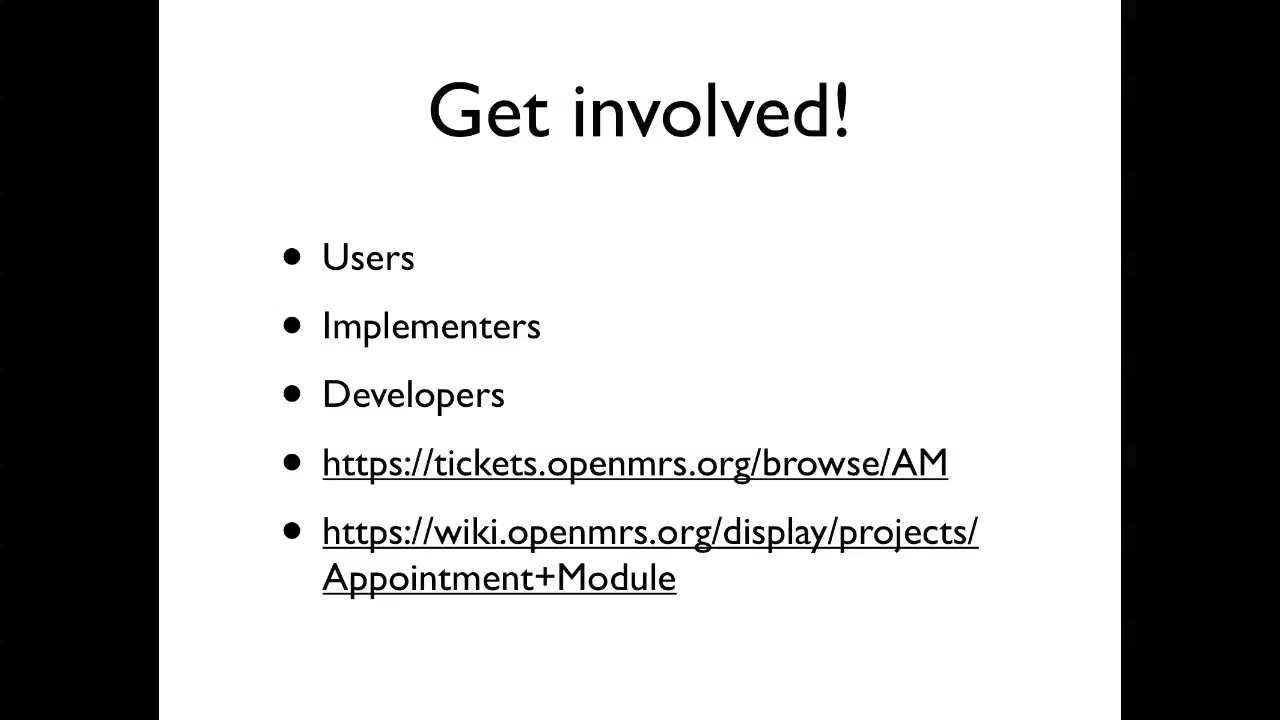 Get involved!
• Users
• Implementers
• Developers
• https://tickets.openmrs.org/browse/AM
• https://wiki.openmrs.org/display/projects/
Appointment+Module